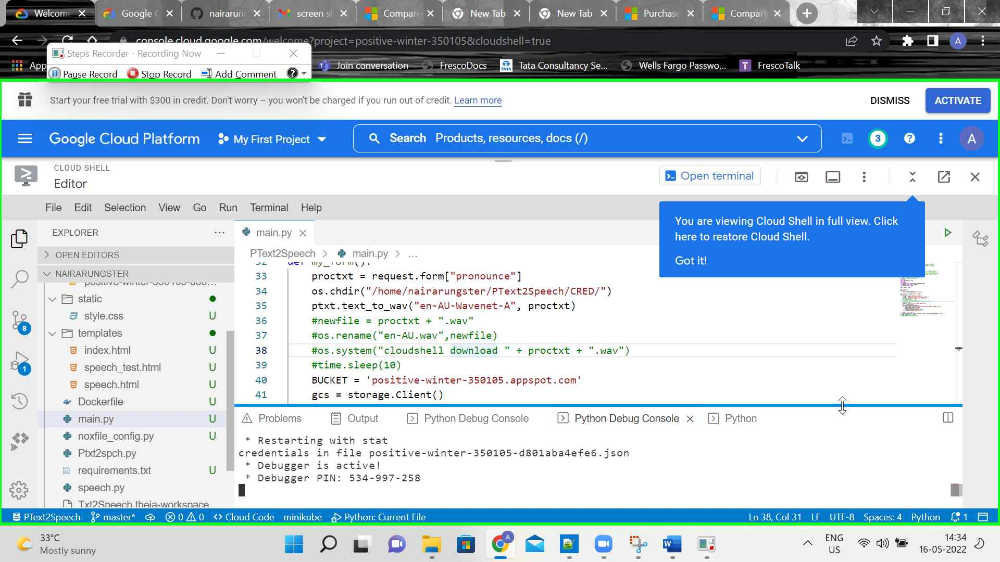 Welcome
Google C
nairarung
screen sh
Compare
New Tab
New Tab
Purchase
Compare
console.cloud.google.com/welcome?project=positive-winter-350105&cloudshell=true
A
Steps Recorder - Recording Now
App
Join conversation
FrescoDocs
TATA
Tata Consultancy Se...
Wells Fargo Passwo...
T
FrescoTalk
Pause Record
Stop Record
Add Comment
Start your free trial with $300 in credit. Don't worry – you won't be charged if you run out of credit. Learn more
DISMISS
ACTIVATE
Google Cloud Platform
My First Project
Search Products, resources, docs (/)
3
A
CLOUD SHELL
Editor
Open terminal
File Edit Selection View Go Run Terminal Help
You are viewing Cloud Shell in full view. Click
here to restore Cloud Shell.
Got it!
EXPLORER
main.py
OPEN EDITORS
PText2Speech > main.py > ...
NAIRARUNGSTER
32 def my_form():
positive-winter-350105-d80...
33 proctxt = request.form["pronounce"]
34 os.chdir("/home/nairarungster/PText2Speech/CRED/")
static
35 ptxt.text_to_wav("en-AU-Wavenet-A", proctxt)
style.css U
36 #newfile = proctxt + ".wav"
8
templates
37 #os.rename("en-AU.wav",newfile)
index.html U
38 #os.system("cloudshell download " + proctxt + ".wav")
speech_test.html U
1
39 #time.sleep(10)
speech.html U
40 BUCKET = 'positive-winter-350105.appspot.com'
Dockerfile U
41 gcs = storage.Client()
main.py U
Problems
Output
Python Debug Console
Python Debug Console
Python
noxfile_config.py U
* Restarting with stat
Ptxt2spch.py
credentials in file positive-winter-350105-d801aba4efe6.json
requirements.txt U
* Debugger is active!
* Debugger PIN: 534-997-258
speech.py
Txt2Speech.theia-workspace
PText2Speech master* 0 0 Cloud Code minikube Python: Current File
Ln 38, Col 31 LF UTF-8 Spaces: 4 Python 1
33°C
Mostly sunny
A
ENG
US
14:34
16-05-2022